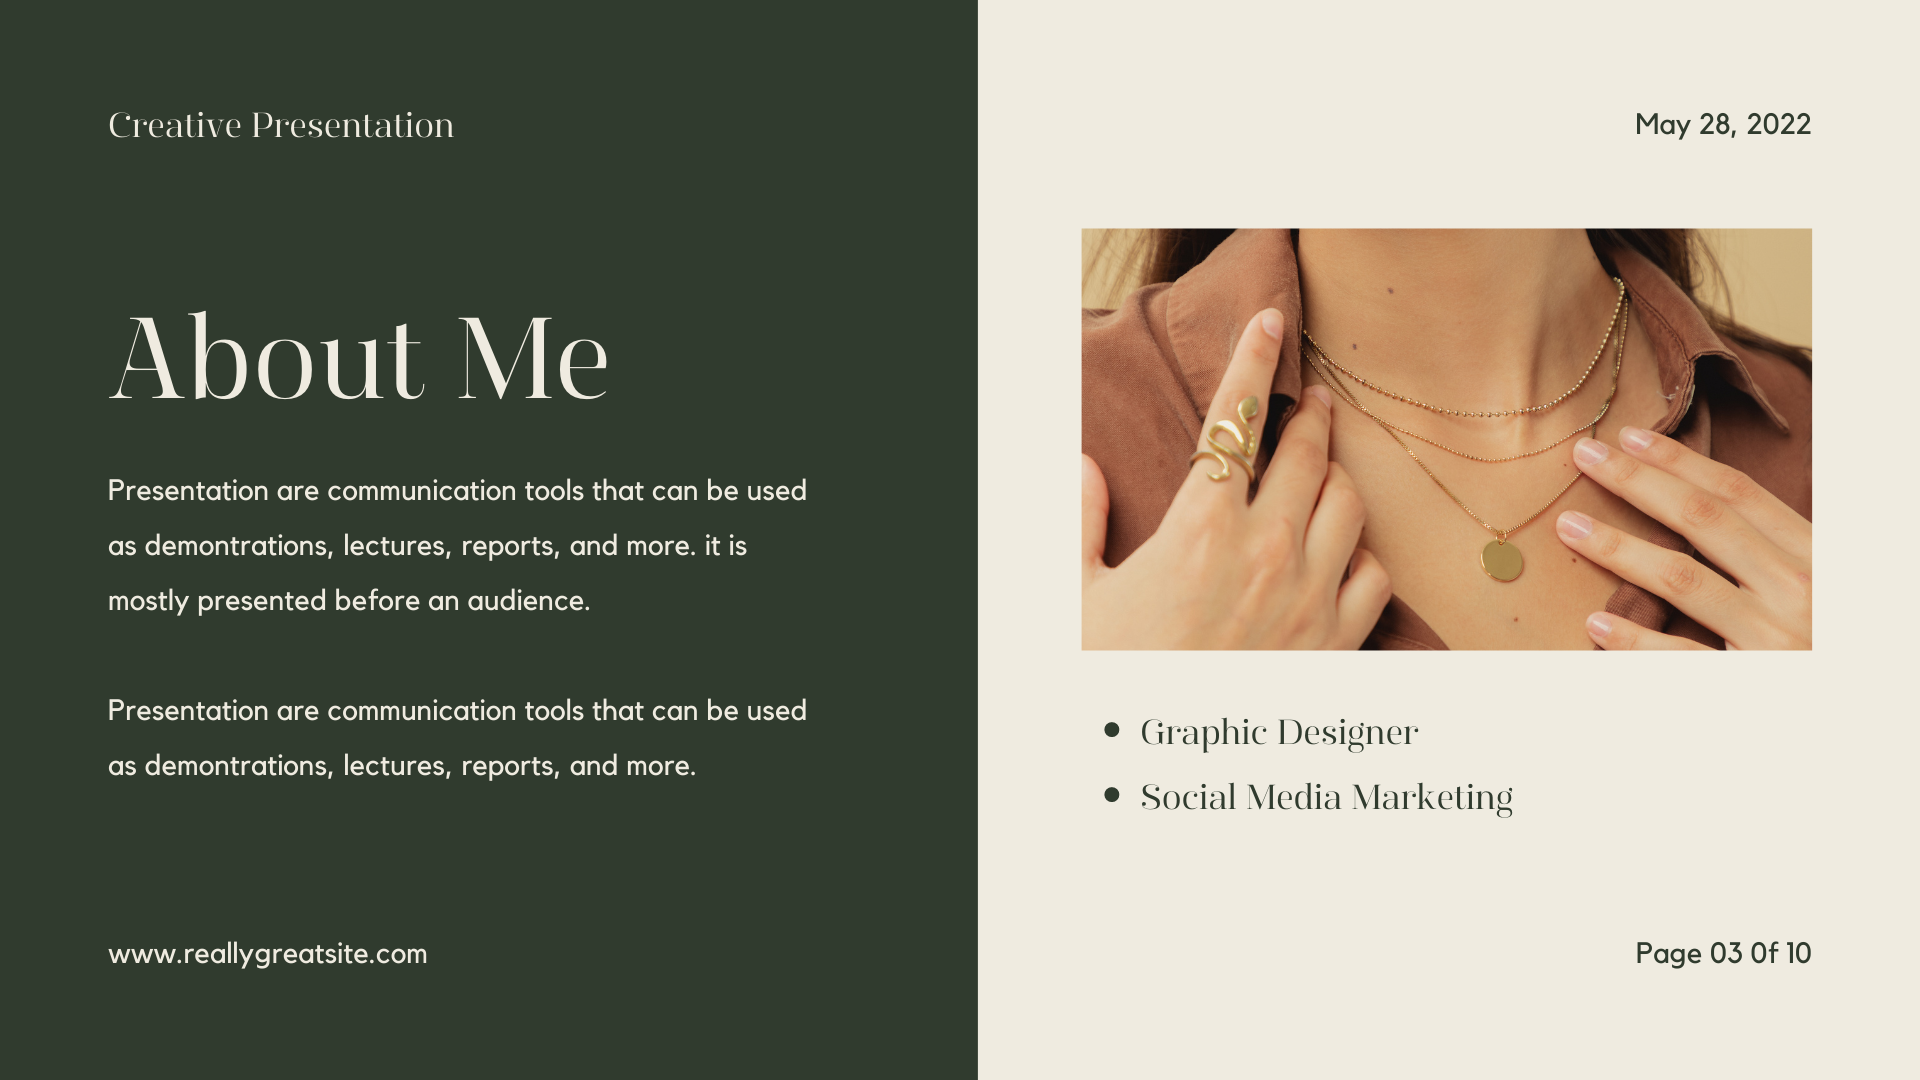 Creative Presentation
May 28, 2022
About Me
Presentation are communication tools that can be used
as demontrations, lectures, reports, and more. it is
mostly presented before an audience.
Presentation are communication tools that can be used
as demontrations, lectures, reports, and more.
Graphic Designer
Social Media Marketing
www.reallygreatsite.com
Page 03 0f 10